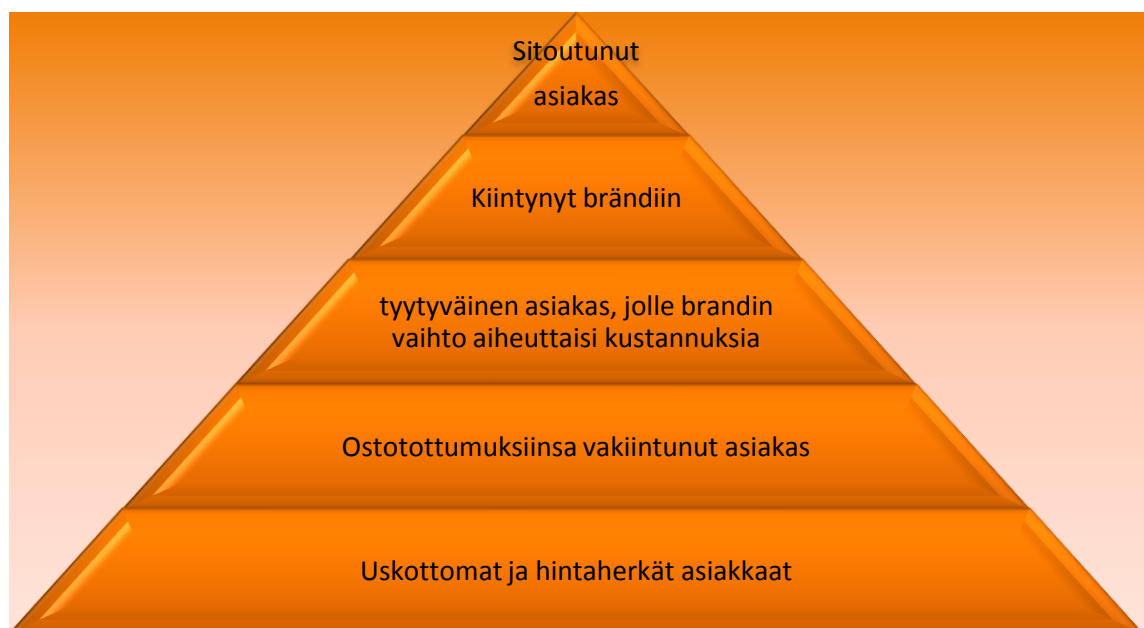 Sitoutunut
asiakas
Kiintynyt brändiin
tyytyväinen asiakas, jolle brandin
vaihto aiheuttaisi kustannuksia
Ostotottumuksiinsa vakiintunut asiakas
Uskottomat ja hintaherkät asiakkaat